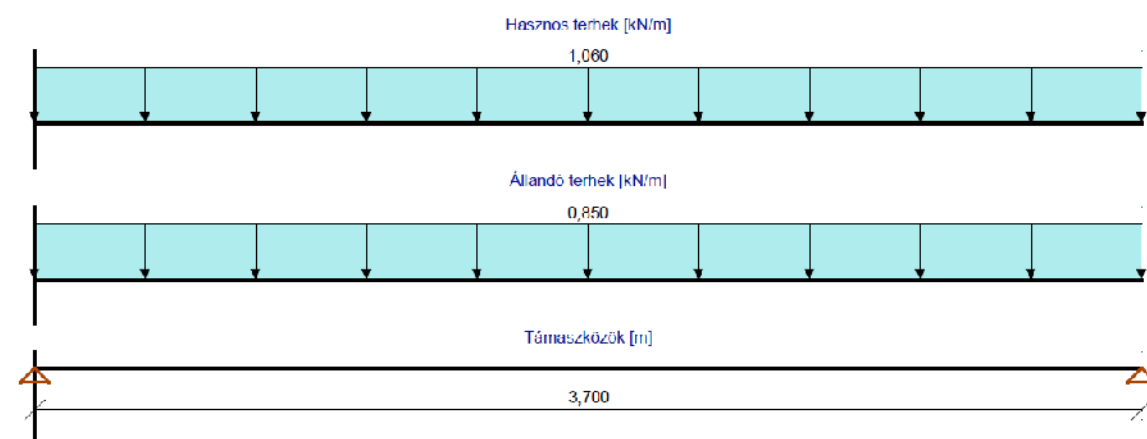 Hasznos terhek [kN/m]
1,060
Állandó terhek [kN/m]
0,850
Támaszközök [m]
3,700